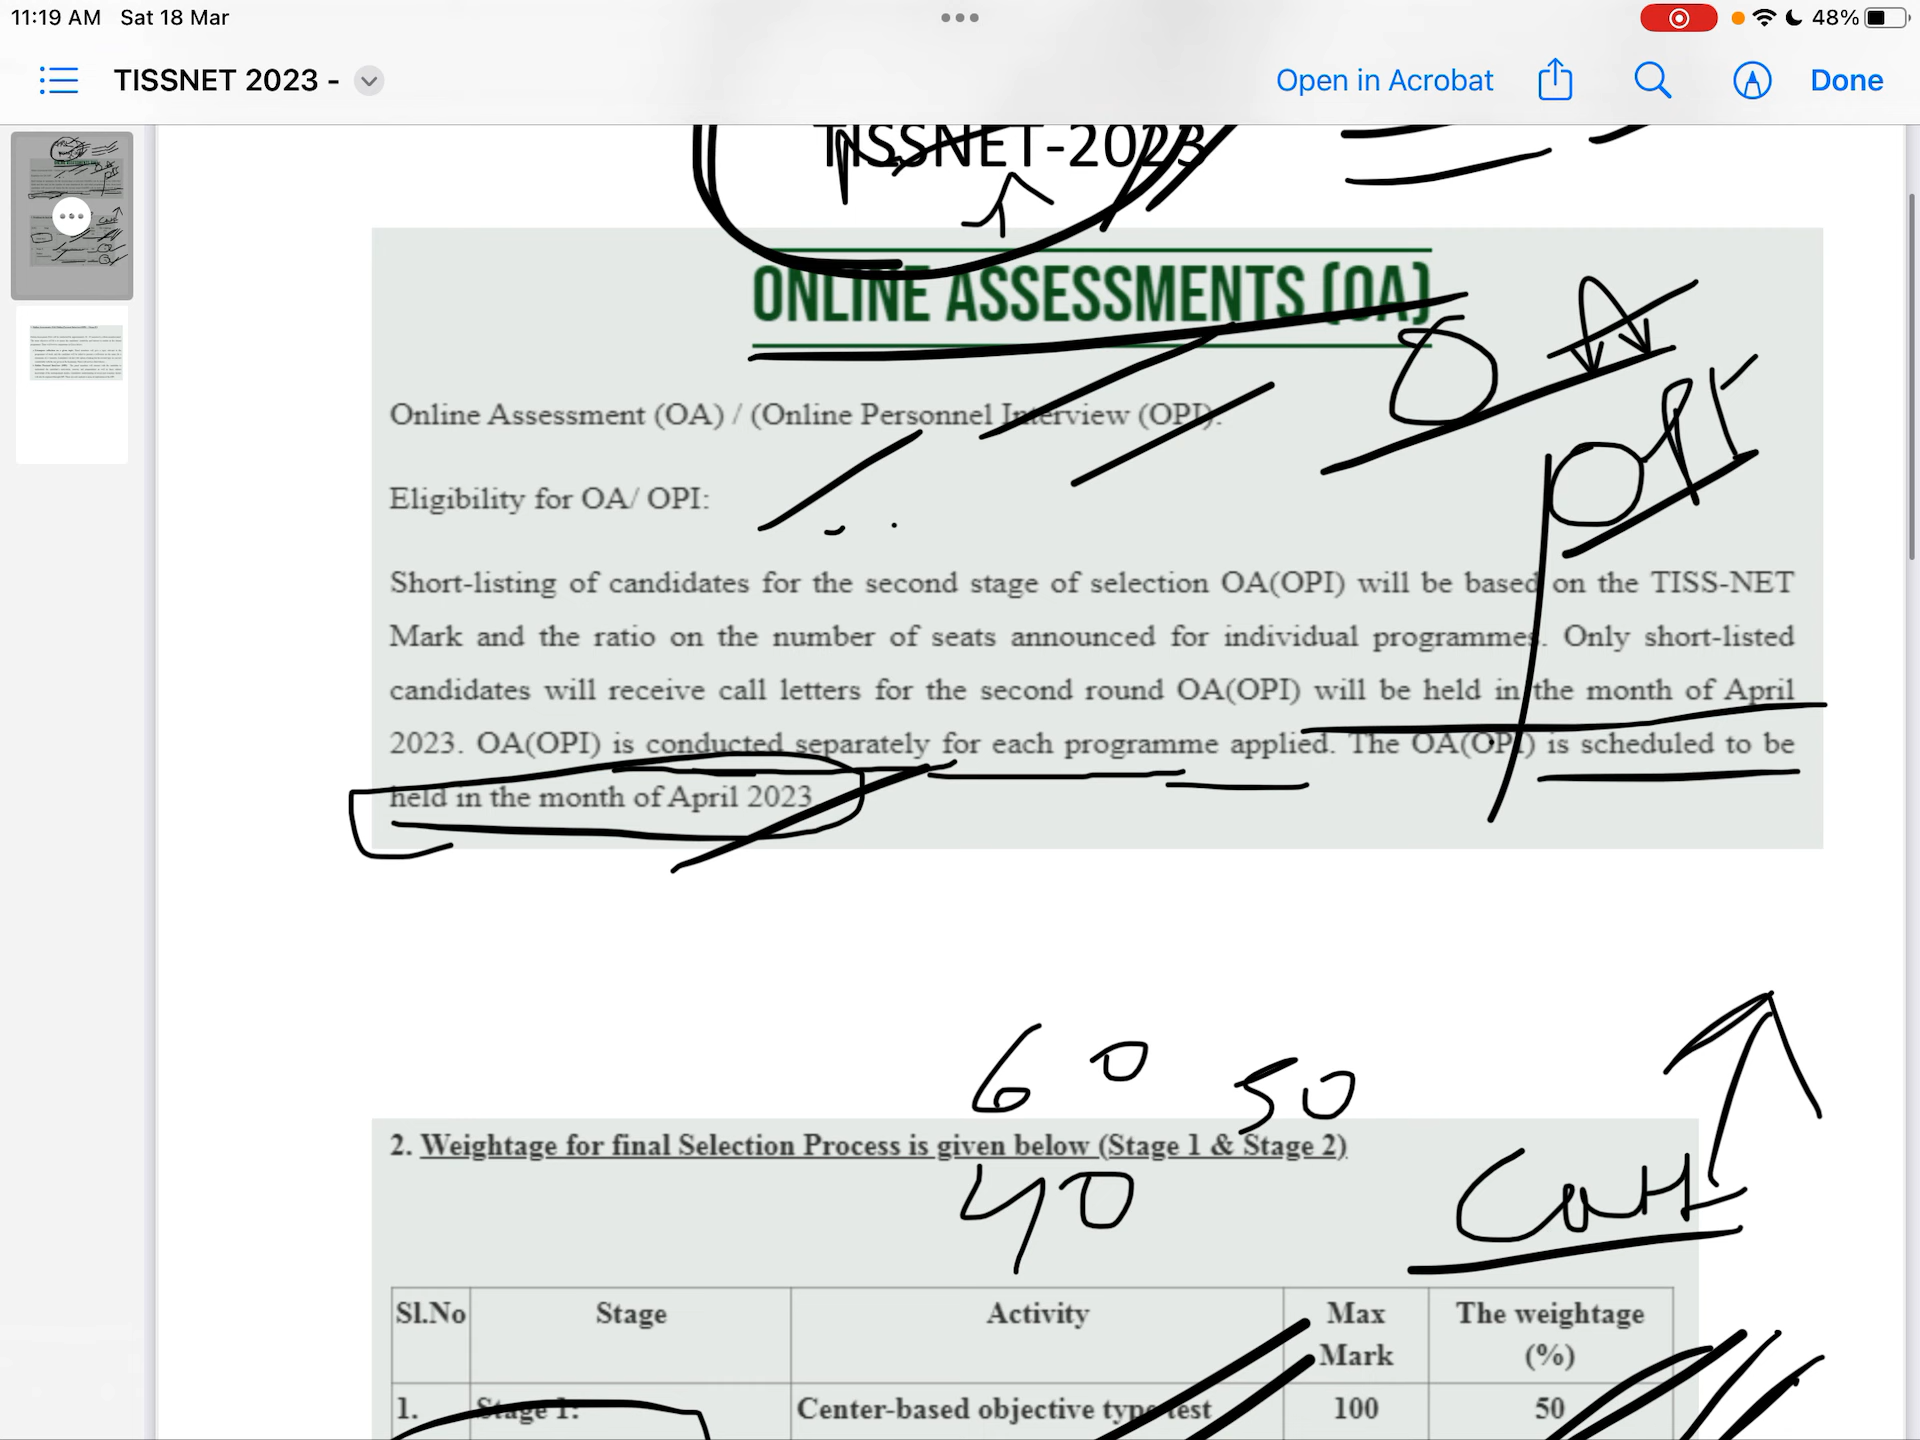 11:19 AM Sat 18 Mar
48%
TISSNET 2023 -
Open in Acrobat
Done
TISSNET-2023
ONLINE ASSESSMENTS (OA)
OA
OPI
Online Assessment (OA) / (Online Personnel Interview (OPI).
Eligibility for OA/ OPI:
Short-listing of candidates for the second stage of selection OA(OPI) will be based on the TISS-NET
Mark and the ratio on the number of seats announced for individual programmes. Only short-listed
candidates will receive call letters for the second round OA(OPI) will be held in the month of April
2023. OA(OPI) is conducted separately for each programme applied. The OA(OPI) is scheduled to be
held in the month of April 2023.
60 50
2. Weightage for final Selection Process is given below (Stage 1 & Stage 2)
40
Sl.No Stage Activity Max Mark The weightage (%)
1. Stage 1: Center-based objective type test 100 50